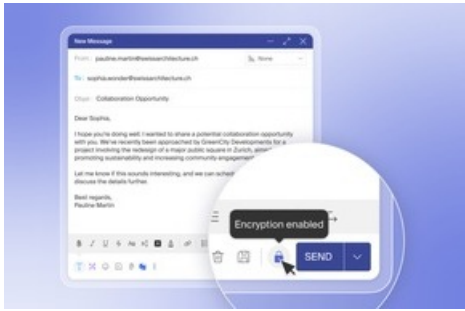 New Message
From : pauline.martin@swissarchitecture.ch None
To : sophia.wonder@swissarchitecture.ch
Object : Collaboration Opportunity
Dear Sophia,
I hope you're doing well. I wanted to share a potential collaboration opportunity
with you. We've recently been approached by GreenCity Developments for a
project involving the redesign of a major public square in Zurich, aimed
promoting sustainability and increasing community engagement
Let me know if this sounds interesting, and we can sched
discuss the details further.
Best regards,
Pauline Martin
Encryption enabled
SEND